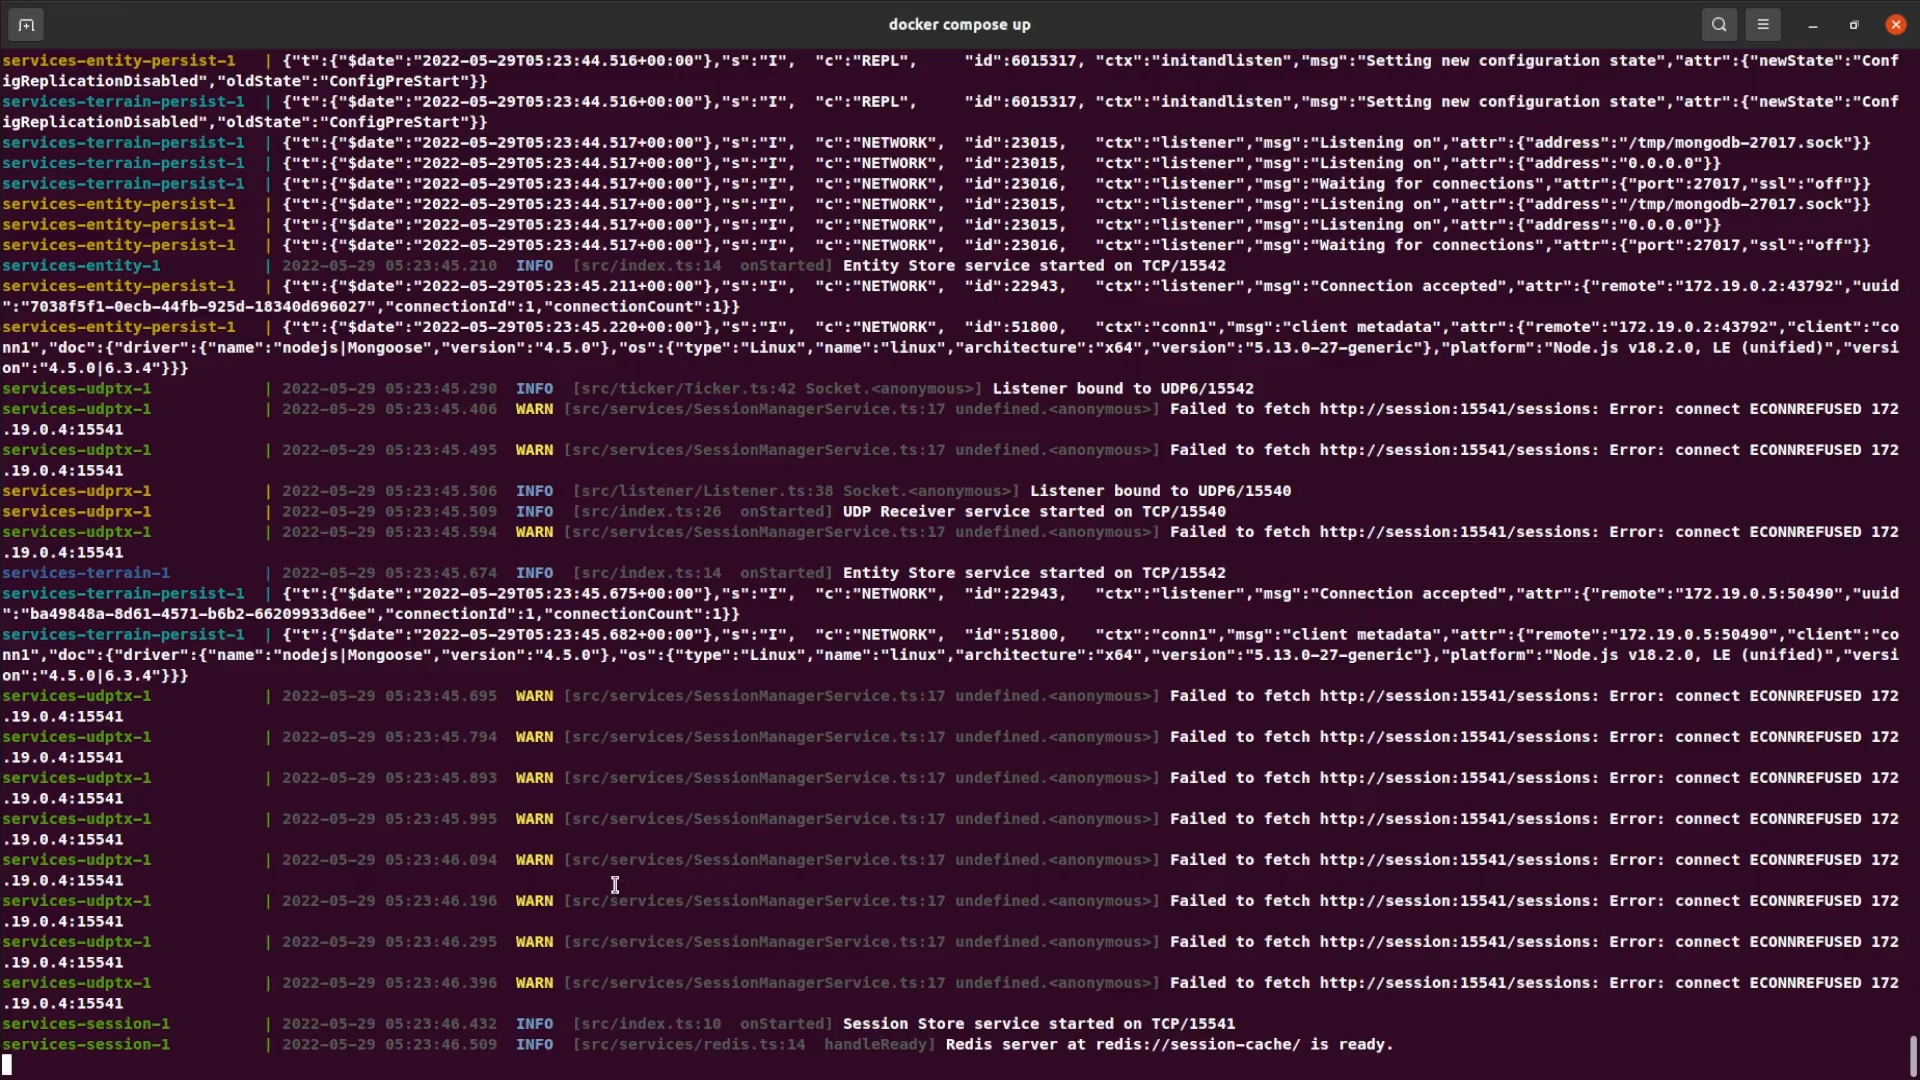 docker compose up
services-entity-persist-1   | {"t":{"$date":"2022-05-29T05:23:44.516+00:00"},"s":"I",  "c":"REPL",     "id":6015317, "ctx":"initandlisten","msg":"Setting new configuration state","attr":{"newState":"Conf
igReplicationDisabled","oldState":"ConfigPreStart"}}
services-terrain-persist-1  | {"t":{"$date":"2022-05-29T05:23:44.516+00:00"},"s":"I",  "c":"REPL",     "id":6015317, "ctx":"initandlisten","msg":"Setting new configuration state","attr":{"newState":"Conf
igReplicationDisabled","oldState":"ConfigPreStart"}}
services-terrain-persist-1  | {"t":{"$date":"2022-05-29T05:23:44.517+00:00"},"s":"I",  "c":"NETWORK",  "id":23015,   "ctx":"listener","msg":"Listening on","attr":{"address":"/tmp/mongodb-27017.sock"}}
services-terrain-persist-1  | {"t":{"$date":"2022-05-29T05:23:44.517+00:00"},"s":"I",  "c":"NETWORK",  "id":23015,   "ctx":"listener","msg":"Listening on","attr":{"address":"0.0.0.0"}}
services-terrain-persist-1  | {"t":{"$date":"2022-05-29T05:23:44.517+00:00"},"s":"I",  "c":"NETWORK",  "id":23016,   "ctx":"listener","msg":"Waiting for connections","attr":{"port":27017,"ssl":"off"}}
services-entity-persist-1   | {"t":{"$date":"2022-05-29T05:23:44.517+00:00"},"s":"I",  "c":"NETWORK",  "id":23015,   "ctx":"listener","msg":"Listening on","attr":{"address":"/tmp/mongodb-27017.sock"}}
services-entity-persist-1   | {"t":{"$date":"2022-05-29T05:23:44.517+00:00"},"s":"I",  "c":"NETWORK",  "id":23015,   "ctx":"listener","msg":"Listening on","attr":{"address":"0.0.0.0"}}
services-entity-persist-1   | {"t":{"$date":"2022-05-29T05:23:44.517+00:00"},"s":"I",  "c":"NETWORK",  "id":23016,   "ctx":"listener","msg":"Waiting for connections","attr":{"port":27017,"ssl":"off"}}
services-entity-1           | 2022-05-29 05:23:45.210  INFO  [src/index.ts:14  onStarted] Entity Store service started on TCP/15542
services-entity-persist-1   | {"t":{"$date":"2022-05-29T05:23:45.211+00:00"},"s":"I",  "c":"NETWORK",  "id":22943,   "ctx":"listener","msg":"Connection accepted","attr":{"remote":"172.19.0.2:43792","uuid
":"7038f5f1-0ecb-44fb-925d-18340d696027","connectionId":1,"connectionCount":1}}
services-entity-persist-1   | {"t":{"$date":"2022-05-29T05:23:45.220+00:00"},"s":"I",  "c":"NETWORK",  "id":51800,   "ctx":"conn1","msg":"client metadata","attr":{"remote":"172.19.0.2:43792","client":"co
nn1","doc":{"driver":{"name":"nodejs|Mongoose","version":"4.5.0"},"os":{"type":"Linux","name":"linux","architecture":"x64","version":"5.13.0-27-generic"},"platform":"Node.js v18.2.0, LE (unified)","versi
on":"4.5.0|6.3.4"}}}
services-udptx-1            | 2022-05-29 05:23:45.290  INFO  [src/ticker/Ticker.ts:42 Socket.<anonymous>] Listener bound to UDP6/15542
services-udptx-1            | 2022-05-29 05:23:45.406  WARN [src/services/SessionManagerService.ts:17 undefined.<anonymous>] Failed to fetch http://session:15541/sessions: Error: connect ECONNREFUSED 172
.19.0.4:15541
services-udptx-1            | 2022-05-29 05:23:45.495  WARN [src/services/SessionManagerService.ts:17 undefined.<anonymous>] Failed to fetch http://session:15541/sessions: Error: connect ECONNREFUSED 172
.19.0.4:15541
services-udprx-1            | 2022-05-29 05:23:45.506  INFO  [src/listener/Listener.ts:38 Socket.<anonymous>] Listener bound to UDP6/15540
services-udprx-1            | 2022-05-29 05:23:45.509  INFO  [src/index.ts:26  onStarted] UDP Receiver service started on TCP/15540
services-udptx-1            | 2022-05-29 05:23:45.594  WARN [src/services/SessionManagerService.ts:17 undefined.<anonymous>] Failed to fetch http://session:15541/sessions: Error: connect ECONNREFUSED 172
.19.0.4:15541
services-terrain-1          | 2022-05-29 05:23:45.674  INFO  [src/index.ts:14  onStarted] Entity Store service started on TCP/15542
services-terrain-persist-1  | {"t":{"$date":"2022-05-29T05:23:45.675+00:00"},"s":"I",  "c":"NETWORK",  "id":22943,   "ctx":"listener","msg":"Connection accepted","attr":{"remote":"172.19.0.5:50490","uuid
":"ba49848a-8d61-4571-b6b2-66209933d6ee","connectionId":1,"connectionCount":1}}
services-terrain-persist-1  | {"t":{"$date":"2022-05-29T05:23:45.682+00:00"},"s":"I",  "c":"NETWORK",  "id":51800,   "ctx":"conn1","msg":"client metadata","attr":{"remote":"172.19.0.5:50490","client":"co
nn1","doc":{"driver":{"name":"nodejs|Mongoose","version":"4.5.0"},"os":{"type":"Linux","name":"linux","architecture":"x64","version":"5.13.0-27-generic"},"platform":"Node.js v18.2.0, LE (unified)","versi
on":"4.5.0|6.3.4"}}}
services-udptx-1            | 2022-05-29 05:23:45.695  WARN [src/services/SessionManagerService.ts:17 undefined.<anonymous>] Failed to fetch http://session:15541/sessions: Error: connect ECONNREFUSED 172
.19.0.4:15541
services-udptx-1            | 2022-05-29 05:23:45.794  WARN [src/services/SessionManagerService.ts:17 undefined.<anonymous>] Failed to fetch http://session:15541/sessions: Error: connect ECONNREFUSED 172
.19.0.4:15541
services-udptx-1            | 2022-05-29 05:23:45.893  WARN [src/services/SessionManagerService.ts:17 undefined.<anonymous>] Failed to fetch http://session:15541/sessions: Error: connect ECONNREFUSED 172
.19.0.4:15541
services-udptx-1            | 2022-05-29 05:23:45.995  WARN [src/services/SessionManagerService.ts:17 undefined.<anonymous>] Failed to fetch http://session:15541/sessions: Error: connect ECONNREFUSED 172
.19.0.4:15541
services-udptx-1            | 2022-05-29 05:23:46.094  WARN [src/services/SessionManagerService.ts:17 undefined.<anonymous>] Failed to fetch http://session:15541/sessions: Error: connect ECONNREFUSED 172
.19.0.4:15541
services-udptx-1            | 2022-05-29 05:23:46.196  WARN [src/services/SessionManagerService.ts:17 undefined.<anonymous>] Failed to fetch http://session:15541/sessions: Error: connect ECONNREFUSED 172
.19.0.4:15541
services-udptx-1            | 2022-05-29 05:23:46.295  WARN [src/services/SessionManagerService.ts:17 undefined.<anonymous>] Failed to fetch http://session:15541/sessions: Error: connect ECONNREFUSED 172
.19.0.4:15541
services-udptx-1            | 2022-05-29 05:23:46.396  WARN [src/services/SessionManagerService.ts:17 undefined.<anonymous>] Failed to fetch http://session:15541/sessions: Error: connect ECONNREFUSED 172
.19.0.4:15541
services-session-1          | 2022-05-29 05:23:46.432  INFO  [src/index.ts:10  onStarted] Session Store service started on TCP/15541
services-session-1          | 2022-05-29 05:23:46.509  INFO  [src/services/redis.ts:14  handleReady] Redis server at redis://session-cache/ is ready.